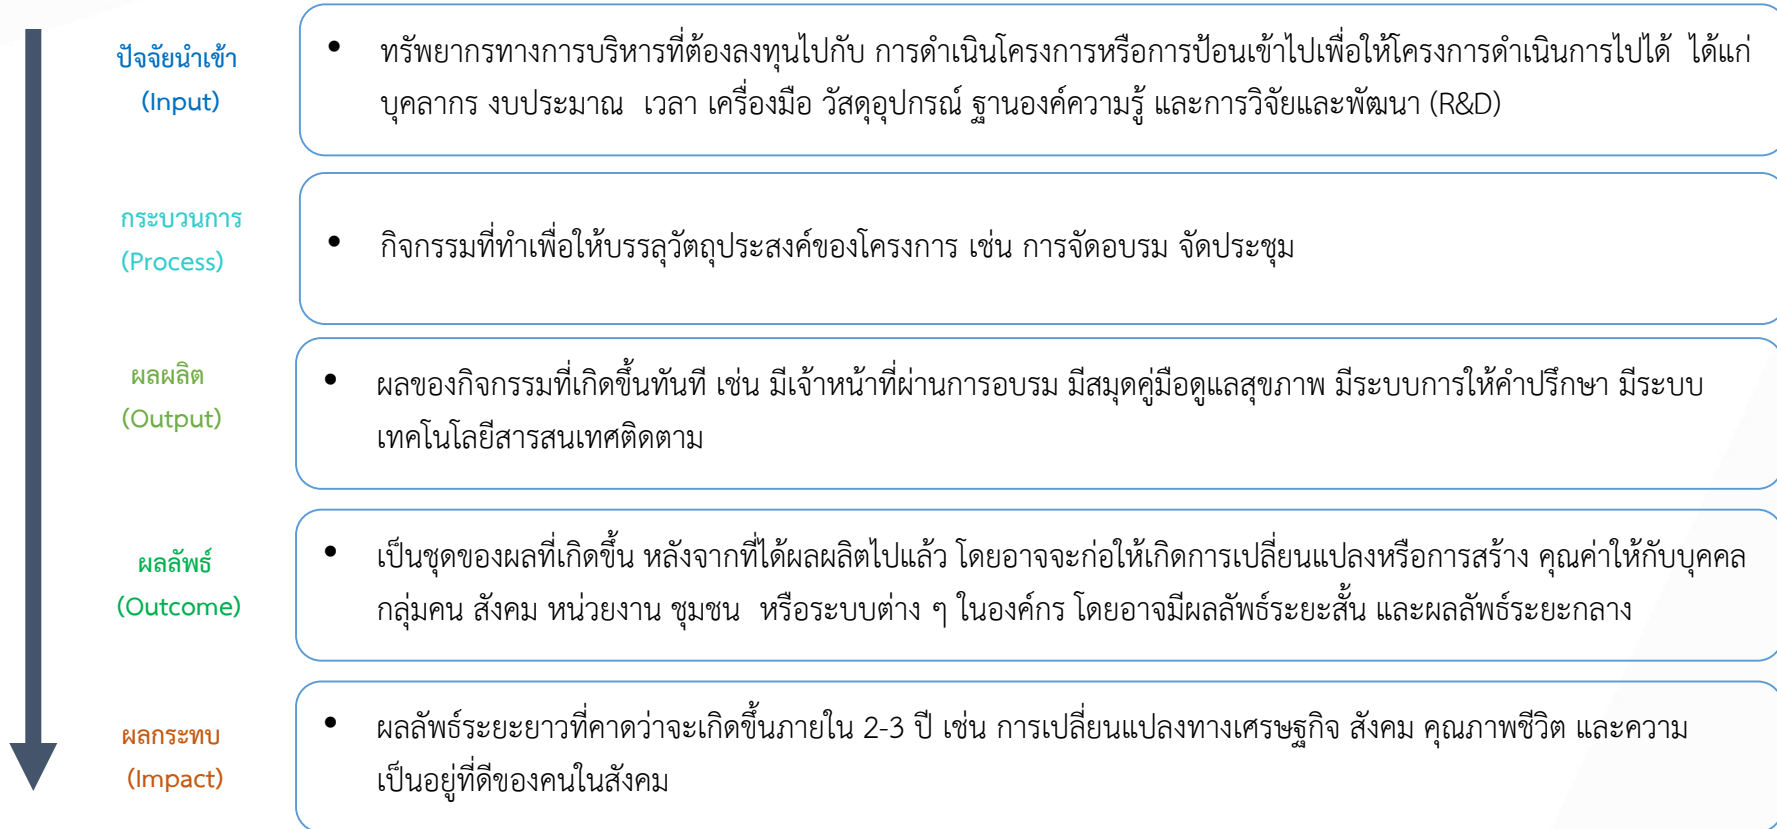 ปัจจัยนำเข้า
(Input)
• ทรัพยากรทางการบริหารที่ต้องลงทุนไปกับ การดำเนินโครงการหรือการป้อนเข้าไปเพื่อให้โครงการดำเนินการไปได้ ได้แก่
บุคลากร งบประมาณ เวลา เครื่องมือ วัสดุอุปกรณ์ ฐานองค์ความรู้ และการวิจัยและพัฒนา (R&D)
กระบวนการ
(Process)
• กิจกรรมที่ทำเพื่อให้บรรลุวัตถุประสงค์ของโครงการ เช่น การจัดอบรม จัดประชุม
ผลผลิต
(Output)
• ผลของกิจกรรมที่เกิดขึ้นทันที เช่น มีเจ้าหน้าที่ผ่านการอบรม มีสมุดคู่มือดูแลสุขภาพ มีระบบการให้คำปรึกษา มีระบบ
เทคโนโลยีสารสนเทศติดตาม
ผลลัพธ์
(Outcome)
• เป็นชุดของผลที่เกิดขึ้น หลังจากที่ได้ผลผลิตไปแล้ว โดยอาจจะก่อให้เกิดการเปลี่ยนแปลงหรือการสร้าง คุณค่าให้กับบุคคล
กลุ่มคน สังคม หน่วยงาน ชุมชน หรือระบบต่าง ๆ ในองค์กร โดยอาจมีผลลัพธ์ระยะสั้น และผลลัพธ์ระยะกลาง
ผลกระทบ
(Impact)
• ผลลัพธ์ระยะยาวที่คาดว่าจะเกิดขึ้นภายใน 2-3 ปี เช่น การเปลี่ยนแปลงทางเศรษฐกิจ สังคม คุณภาพชีวิต และความ
เป็นอยู่ที่ดีของคนในสังคม